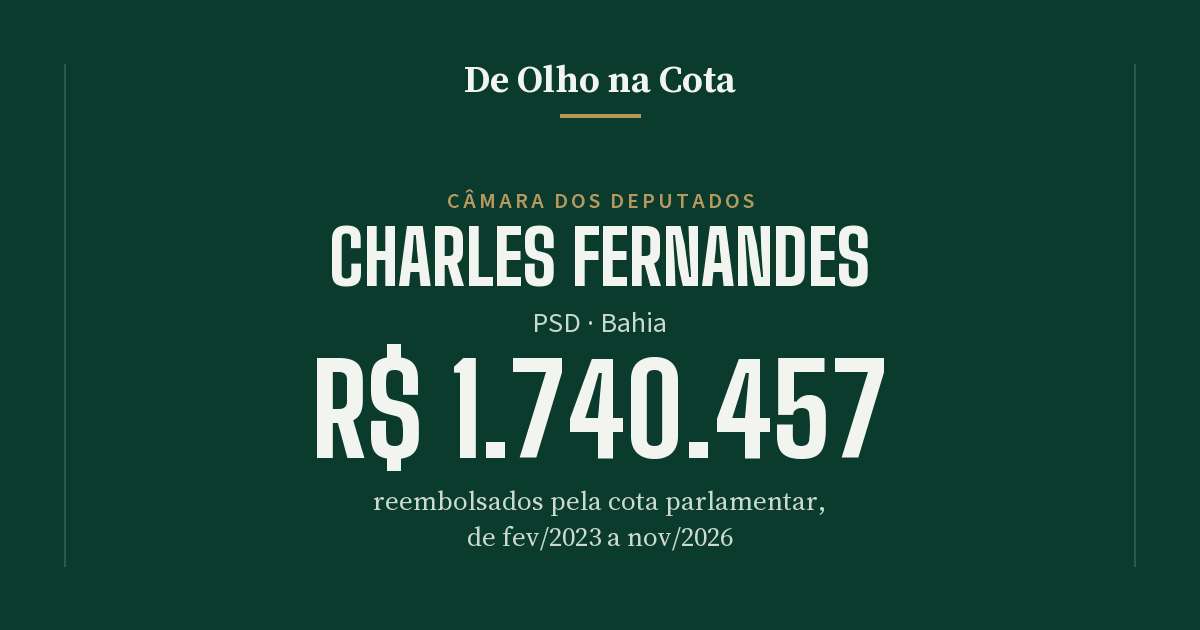 De Olho na Cota
CÂMARA DOS DEPUTADOS
CHARLES FERNANDES
PSD · Bahia
R$ 1.740.457
reembolsados pela cota parlamentar,
de fev/2023 a nov/2026